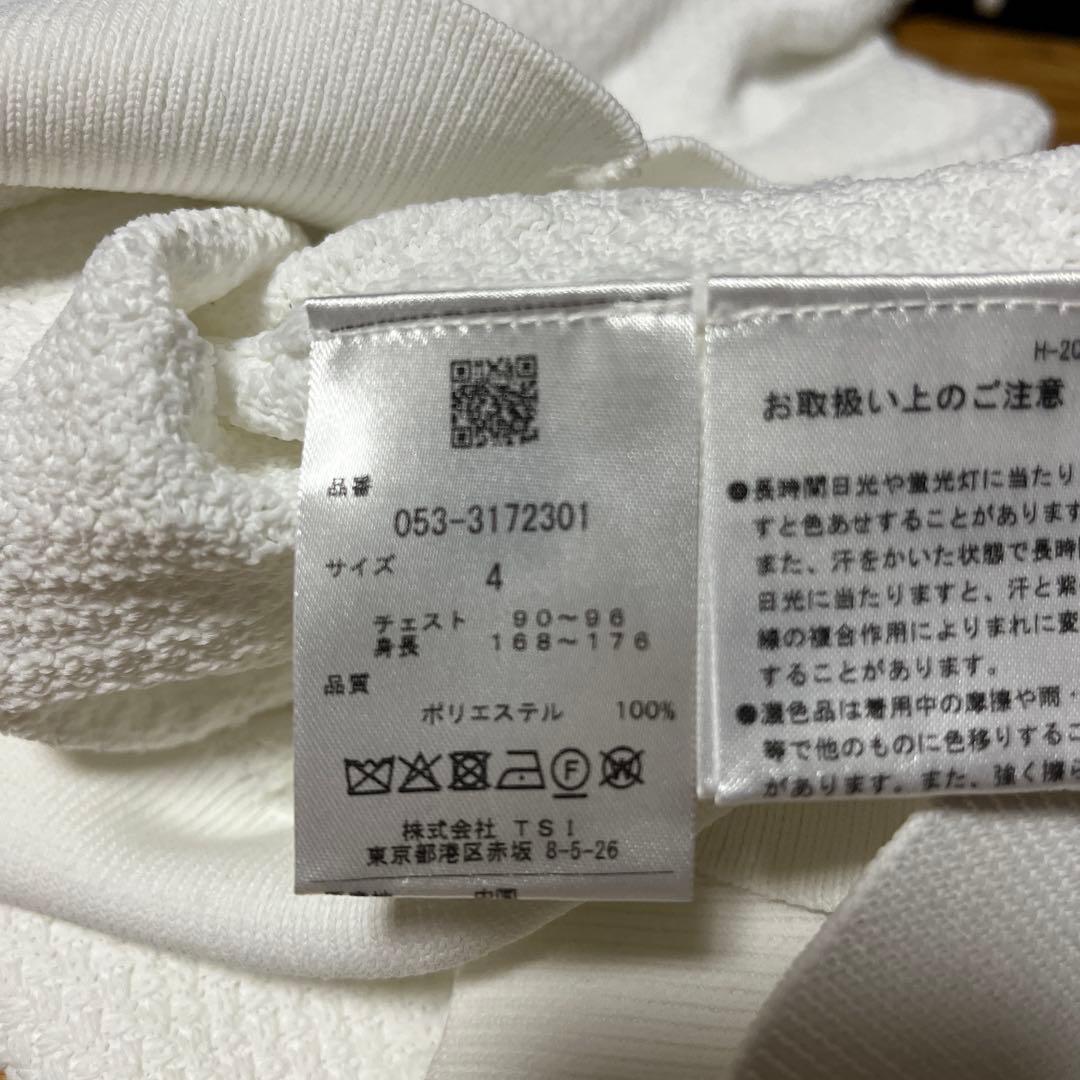 品番
053-3172301
サイズ 4
チェスト 90～96
身長 168～176
品質
ポリエステル 100%
F
W
株式会社 TSI
東京都港区赤坂 8-5-26
中国
H-20
お取扱い上のご注意
●長時間日光や蛍光灯に当たり
すと色あせすることがあります
また、汗をかいた状態で長時間
日光に当たりますと、汗と紫
線の複合作用によりまれに変
することがあります。
●濃色品は着用中の摩擦や雨・
等で他のものに色移りするこ
があります。また、強く擦ら